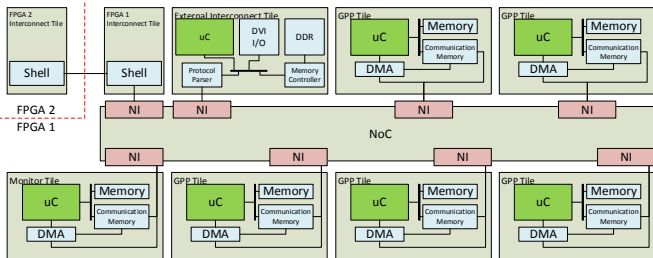 FPGA 2
Interconnect Tile
Shell
FPGA 1
Interconnect Tile
Shell
External Interconnect Tile
uC
DVI
I/O
DDR
Protocol
Parser
Memory
Controller
GPP Tile
uC
Memory
Communication
Memory
DMA
GPP Tile
uC
Memory
Communication
Memory
DMA
FPGA 2
FPGA 1
NI
NI
NI
NI
NoC
NI
NI
NI
NI
Monitor Tile
uC
Memory
Communication
Memory
DMA
GPP Tile
uC
Memory
Communication
Memory
DMA
GPP Tile
uC
Memory
Communication
Memory
DMA
GPP Tile
uC
Memory
Communication
Memory
DMA